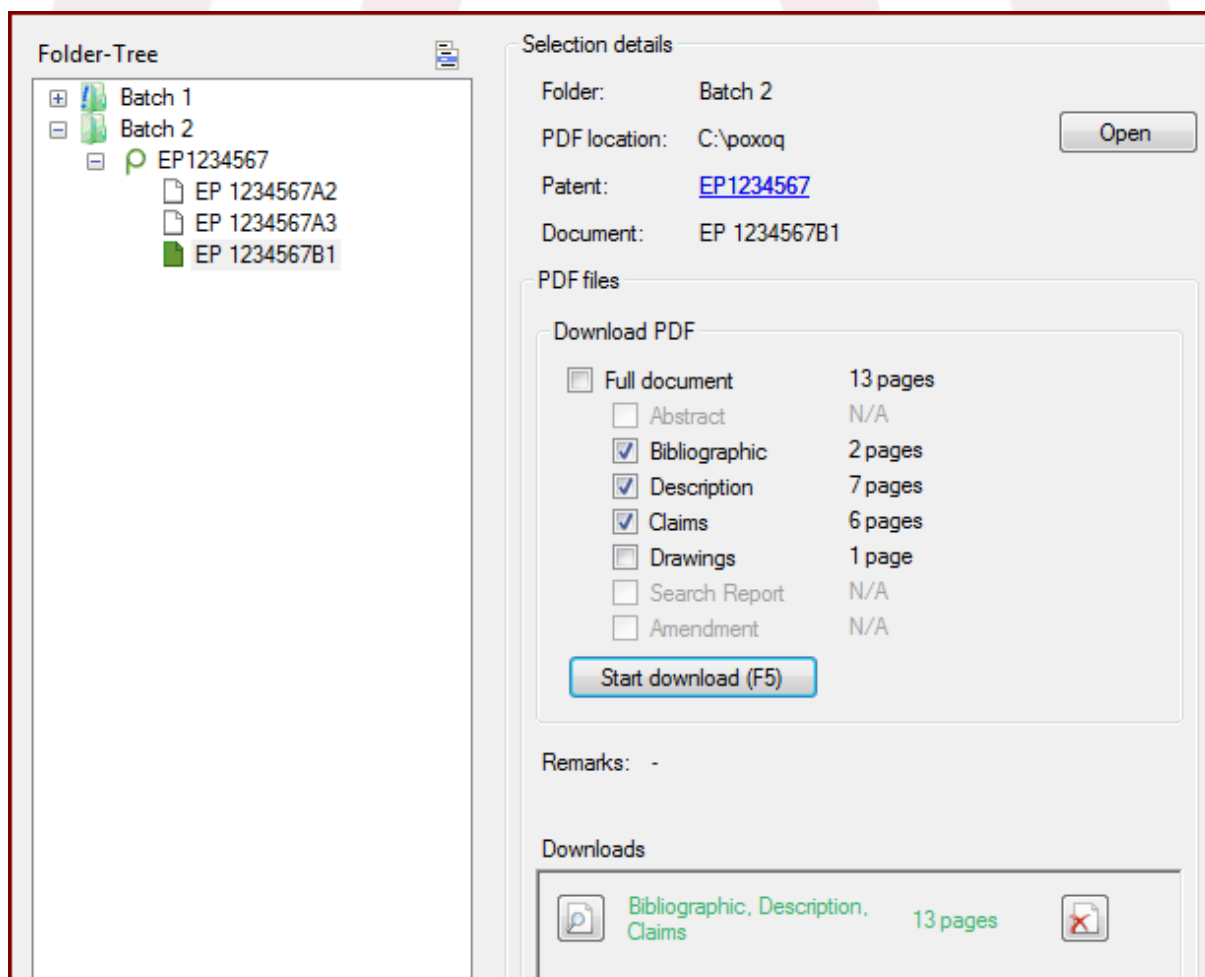 Folder-Tree
Batch 1
Batch 2
EP1234567
EP 1234567A2
EP 1234567A3
EP 1234567B1
Selection details
Folder: Batch 2
PDF location: C:\poxoq
Open
Patent: EP1234567
Document: EP 1234567B1
PDF files
Download PDF
Full document 13 pages
Abstract N/A
Bibliographic 2 pages
Description 7 pages
Claims 6 pages
Drawings 1 page
Search Report N/A
Amendment N/A
Start download (F5)
Remarks: -
Downloads
Bibliographic, Description,
Claims
13 pages